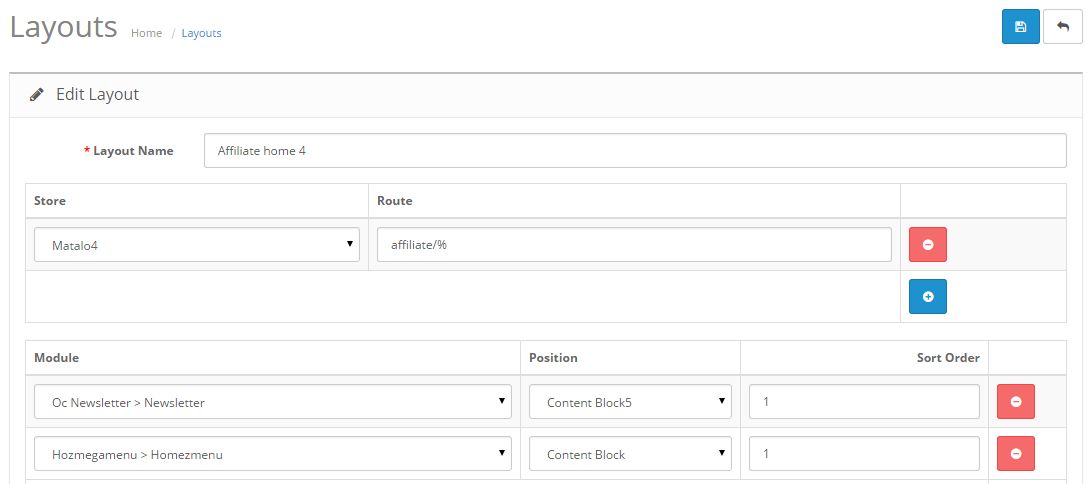 Layouts Home / Layouts
Edit Layout
* Layout Name Affiliate home 4
Store Route
Matalo4 affiliate/%
Module Position Sort Order
Oc Newsletter > Newsletter Content Block5 1
Hozmegamenu > Homezmenu Content Block 1